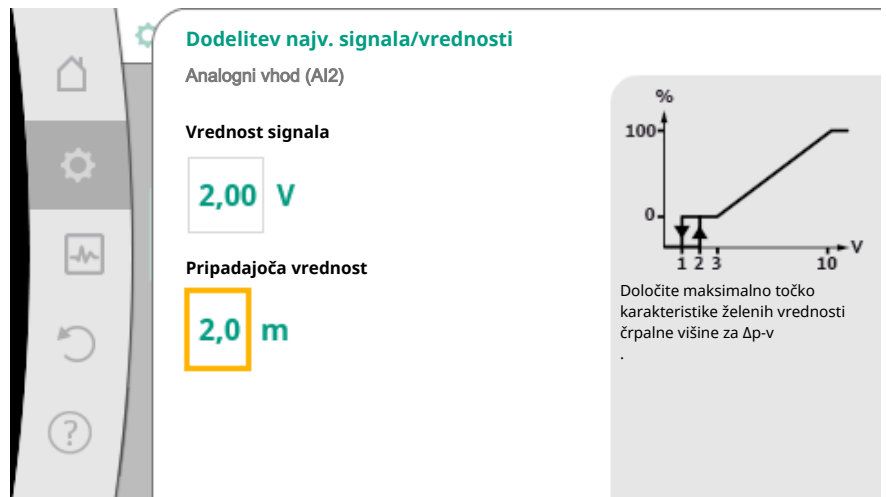 Dodelitev najv. signala/vrednosti
Analogni vhod (AI2)
Vrednost signala
2,00 V
Pripadajoča vrednost
2,0 m
%
100
0
1 2 3 10
V
Določite maksimalno točko
karakteristike želenih vrednosti
črpalne višine za Δp-v
.
?